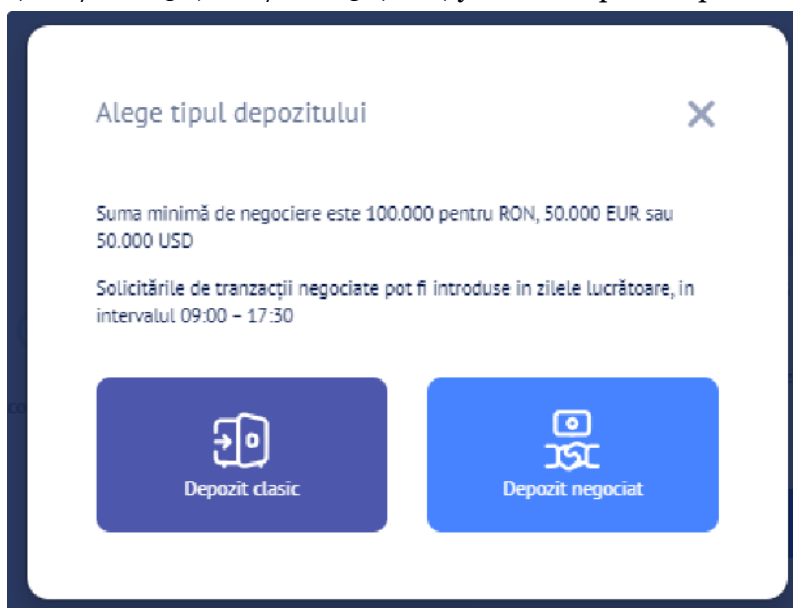 Alege tipul depozitului
Suma minimă de negociere este 100.000 pentru RON, 50.000 EUR sau
50.000 USD
Solicitările de tranzacții negociate pot fi introduse in zilele lucrătoare, in
intervalul 09:00 – 17:30
Depozit clasic
Depozit negociat